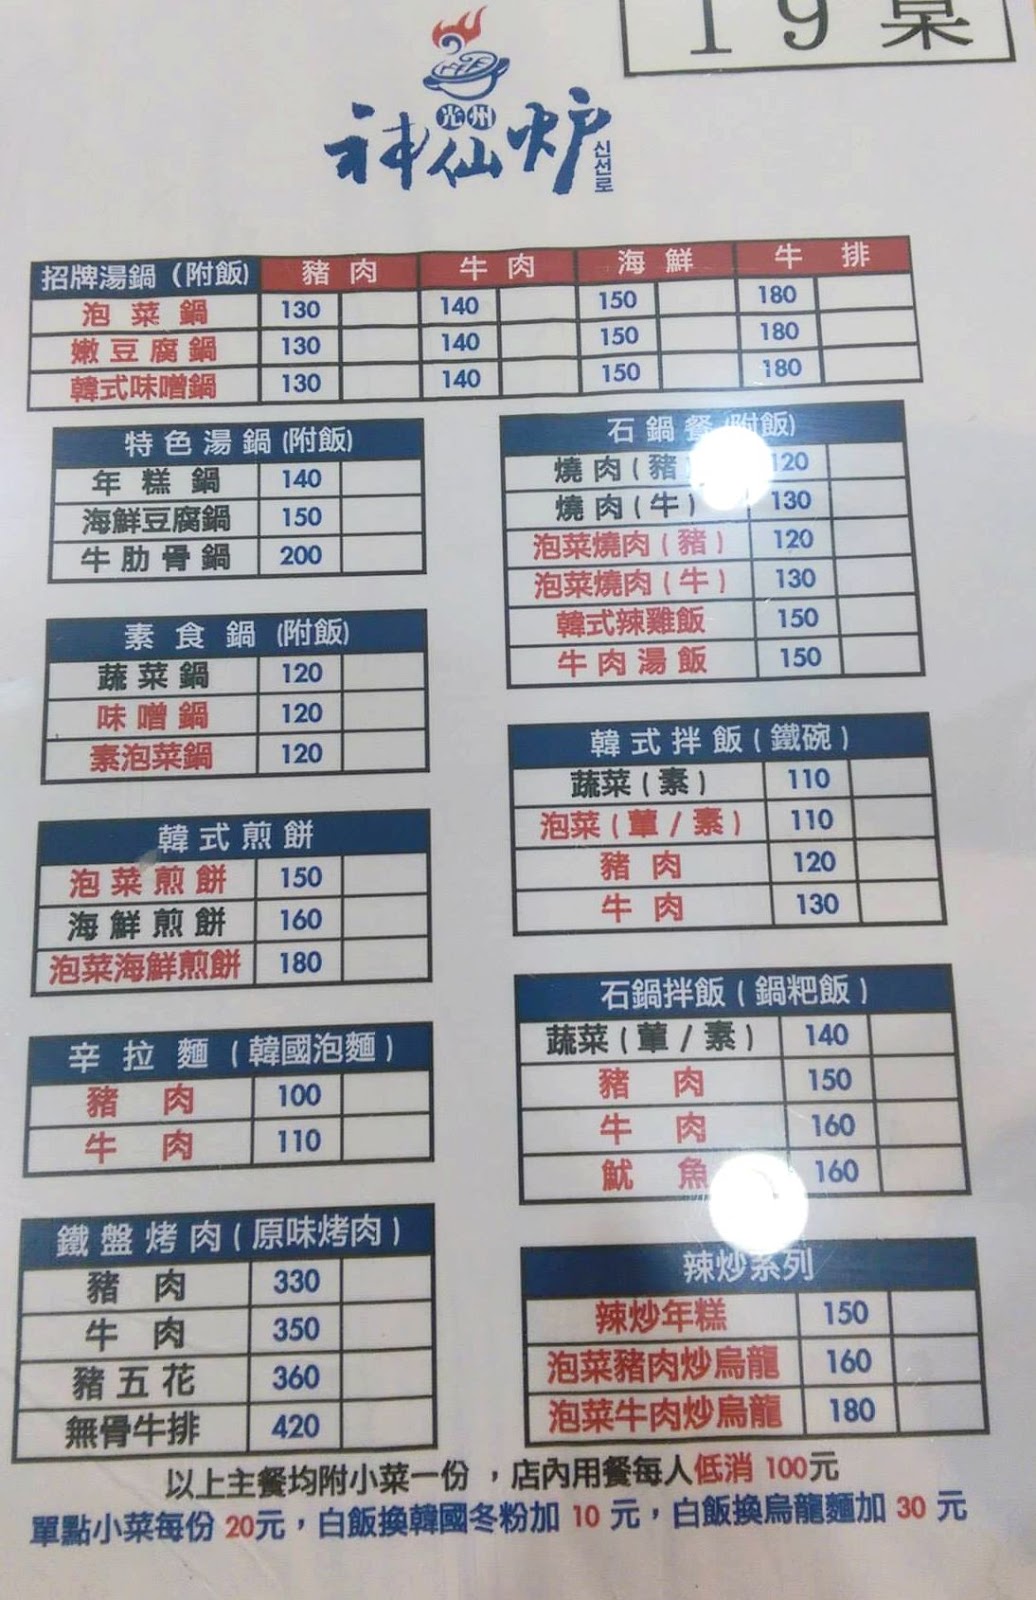 19桌
光州
神仙炉
신선로
招牌湯鍋(附飯) 豬肉 牛肉 海鮮 牛排
泡菜鍋 130 140 150 180
嫩豆腐鍋 130 140 150 180
韓式味噌鍋 130 140 150 180
特色湯鍋(附飯)
年糕鍋 140
海鮮豆腐鍋 150
牛肋骨鍋 200
素食鍋(附飯)
蔬菜鍋 120
味噌鍋 120
素泡菜鍋 120
韓式煎餅
泡菜煎餅 150
海鮮煎餅 160
泡菜海鮮煎餅 180
辛拉麵(韓國泡麵)
豬肉 100
牛肉 110
鐵盤烤肉(原味烤肉)
豬肉 330
牛肉 350
豬五花 360
無骨牛排 420
石鍋餐(附飯)
燒肉(豬 120
燒肉(牛) 130
泡菜燒肉(豬) 120
泡菜燒肉(牛) 130
韓式辣雞飯 150
牛肉湯飯 150
韓式拌飯(鐵碗)
蔬菜(素) 110
泡菜(葷/素) 110
豬肉 120
牛肉 130
石鍋拌飯(鍋粑飯)
蔬菜(葷/素) 140
豬肉 150
牛肉 160
魷魚 160
辣炒系列
辣炒年糕 150
泡菜豬肉炒烏龍 160
泡菜牛肉炒烏龍 180
以上主餐均附小菜一份，店內用餐每人低消100元
單點小菜每份20元，白飯換韓國冬粉加10元，白飯換烏龍麵加30元